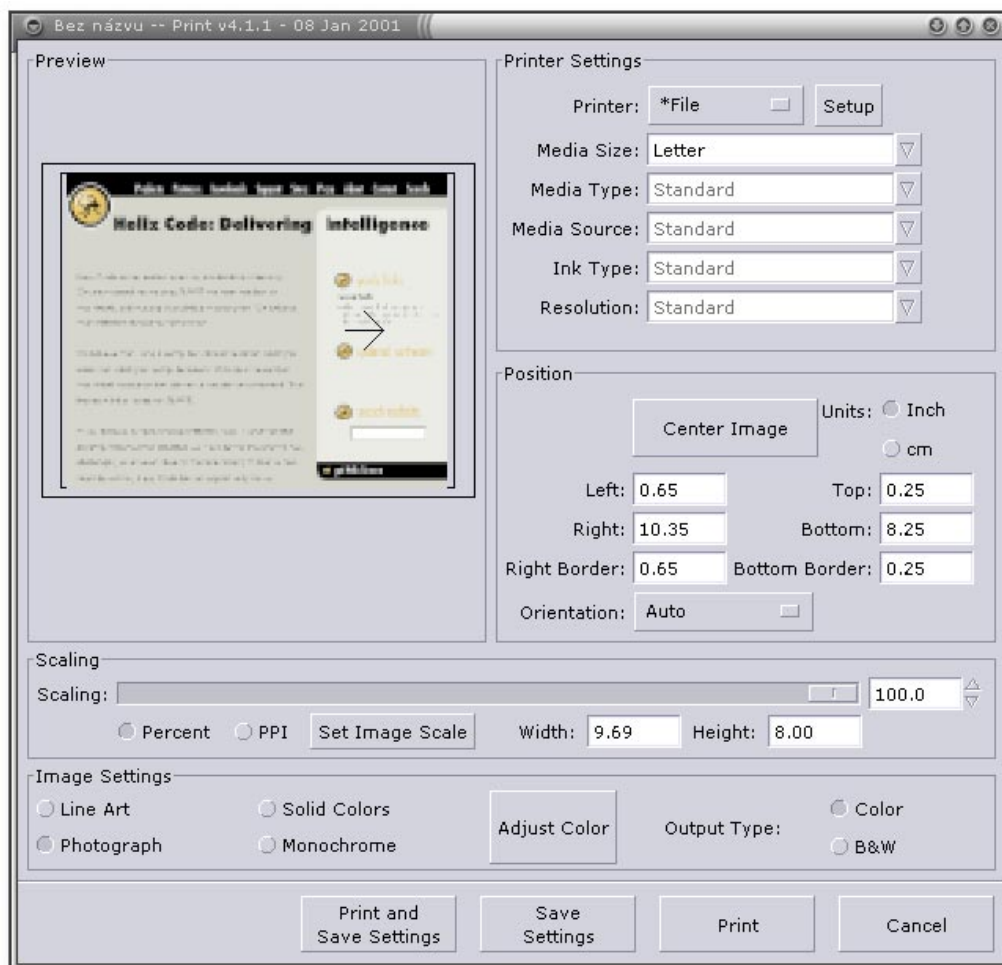 Bez názvu -- Print v4.1.1 - 08 Jan 2001
Preview
Helix Code: Delivering Intelligence
Printer Settings
Printer: *File Setup
Media Size: Letter
Media Type: Standard
Media Source: Standard
Ink Type: Standard
Resolution: Standard
Position
Center Image Units: Inch
cm
Left: 0.65 Top: 0.25
Right: 10.35 Bottom: 8.25
Right Border: 0.65 Bottom Border: 0.25
Orientation: Auto
Scaling
Scaling: 100.0
Percent PPI Set Image Scale Width: 9.69 Height: 8.00
Image Settings
Line Art Solid Colors Adjust Color Output Type: Color
Photograph Monochrome B&W
Print and
Save Settings
Save
Settings
Print
Cancel